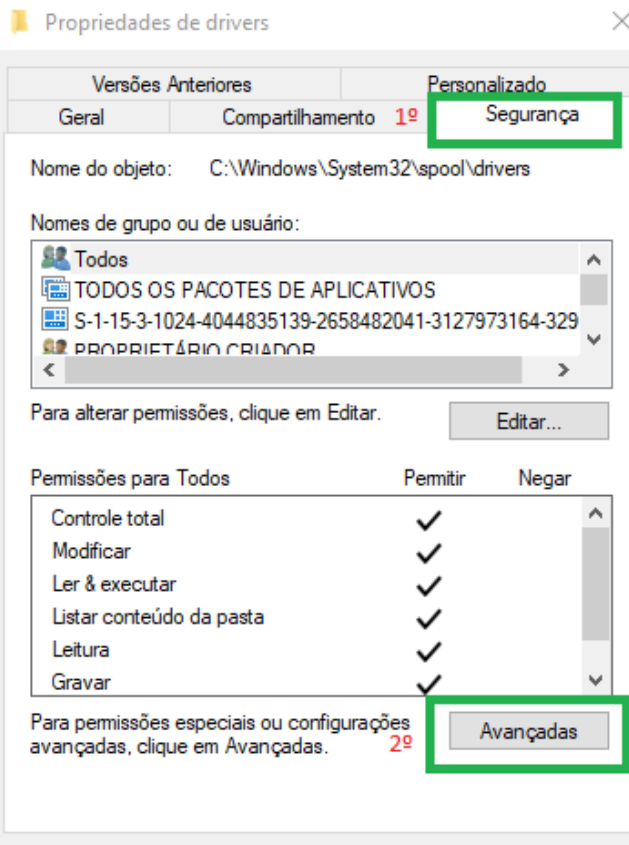 Propriedades de drivers
Versões Anteriores Personalizado
Geral Compartilhamento 1º Segurança
Nome do objeto: C:\Windows\System32\spool\drivers
Nomes de grupo ou de usuário:
Todos
TODOS OS PACOTES DE APLICATIVOS
S-1-15-3-1024-4044835139-2658482041-3127973164-329
PROPRIETÁRIO CRIADOR
Para alterar permissões, clique em Editar.
Editar...
Permissões para Todos Permitir Negar
Controle total
Modificar
Ler & executar
Listar conteúdo da pasta
Leitura
Gravar
Para permissões especiais ou configurações
avançadas, clique em Avançadas. 2º Avançadas